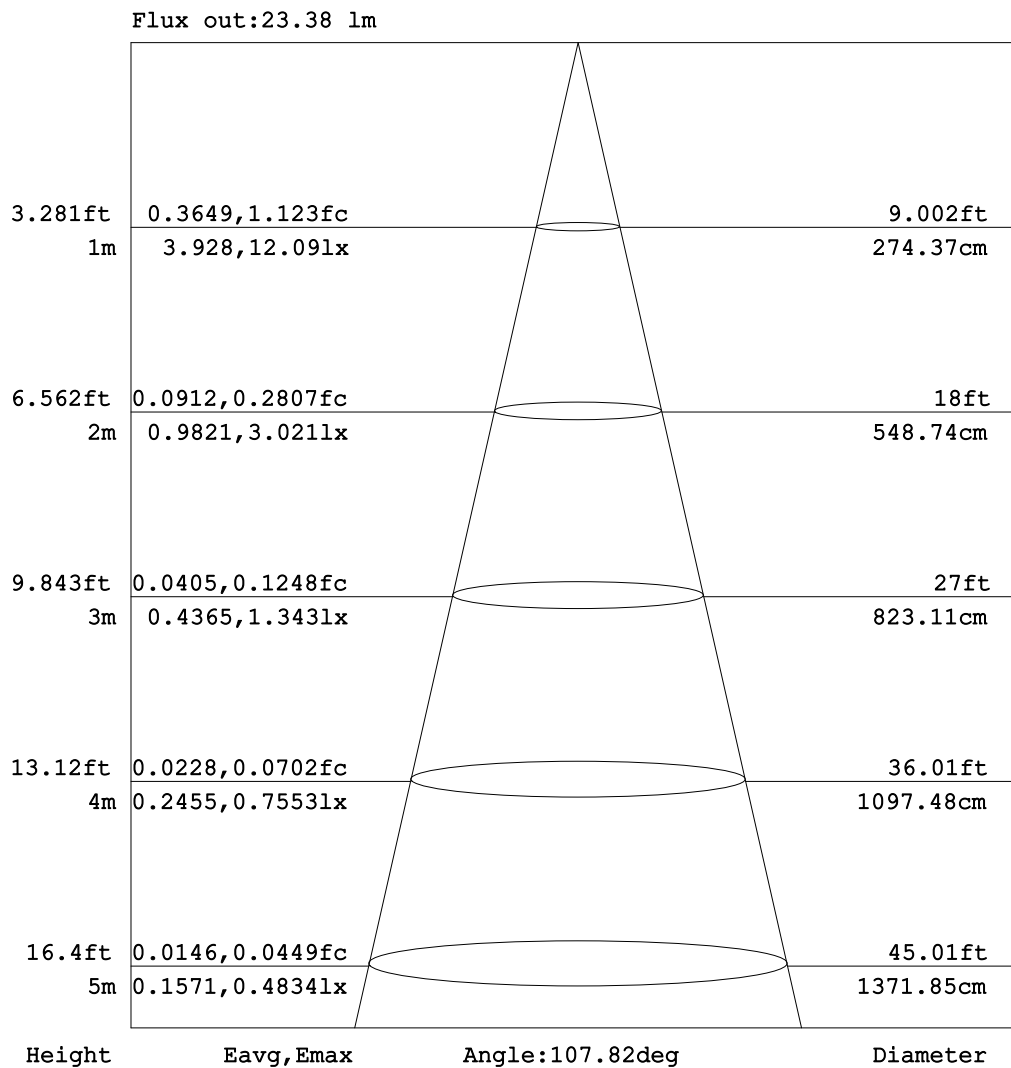 Flux out:23.38 lm
3.281ft 0.3649,1.123fc 9.002ft
1m 3.928,12.09lx 274.37cm
6.562ft 0.0912,0.2807fc 18ft
2m 0.9821,3.021lx 548.74cm
9.843ft 0.0405,0.1248fc 27ft
3m 0.4365,1.343lx 823.11cm
13.12ft 0.0228,0.0702fc 36.01ft
4m 0.2455,0.7553lx 1097.48cm
16.4ft 0.0146,0.0449fc 45.01ft
5m 0.1571,0.4834lx 1371.85cm
Height Eavg,Emax Angle:107.82deg Diameter